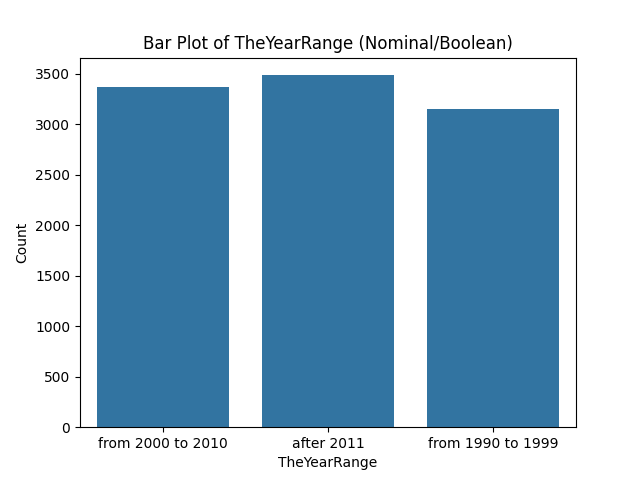 Bar Plot of TheYearRange (Nominal/Boolean)
3500
3000
2500
2000
1500
1000
500
0
Count
from 2000 to 2010
after 2011
from 1990 to 1999
TheYearRange